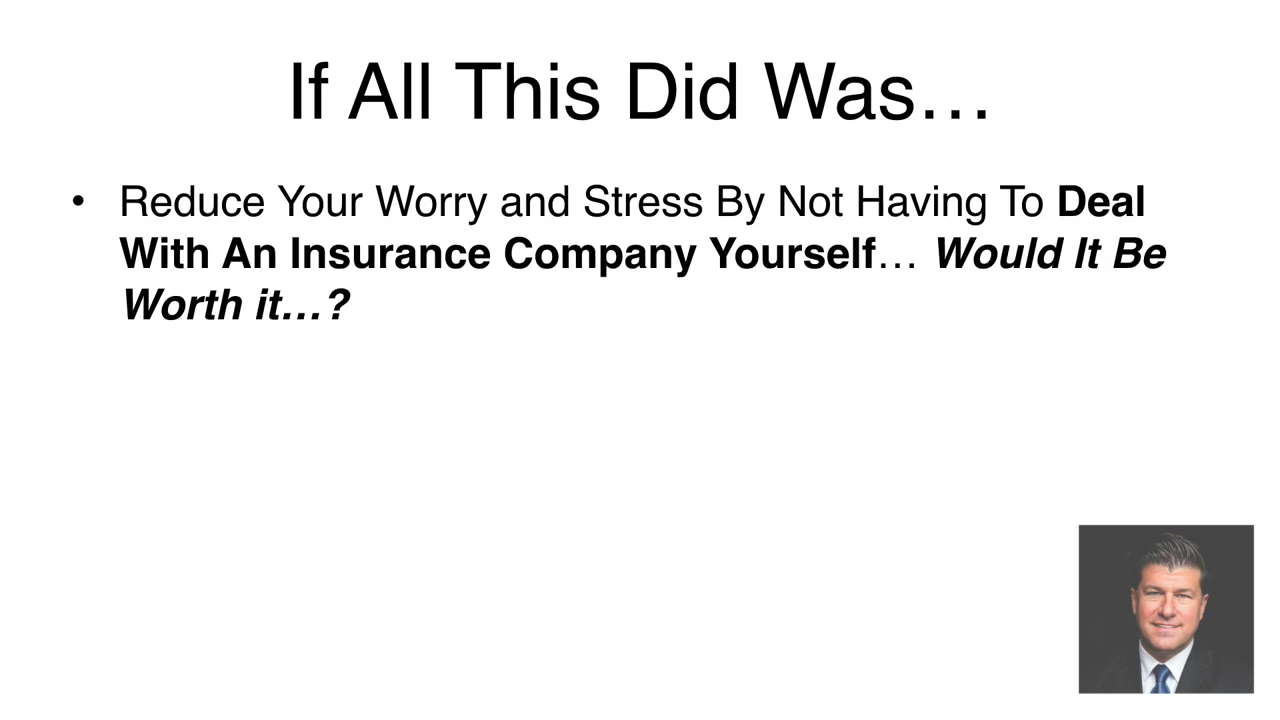 If All This Did Was…
• Reduce Your Worry and Stress By Not Having To Deal
With An Insurance Company Yourself… Would It Be
Worth it…?